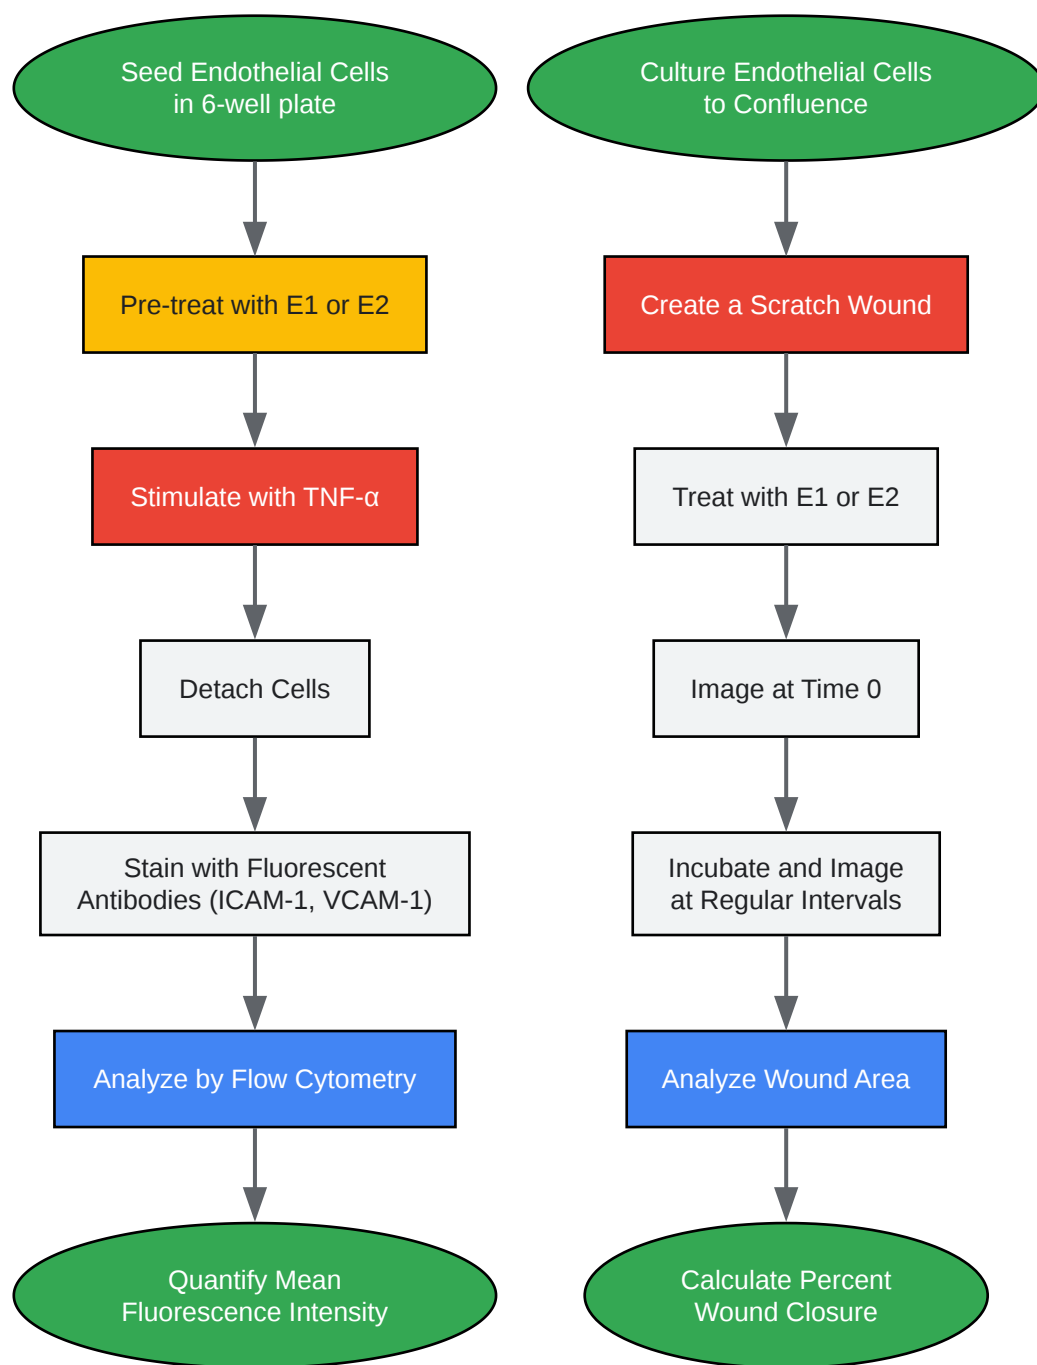 Seed Endothelial Cells
in 6-well plate
Pre-treat with E1 or E2
Stimulate with TNF-α
Detach Cells
Stain with Fluorescent
Antibodies (ICAM-1, VCAM-1)
Analyze by Flow Cytometry
Quantify Mean
Fluorescence Intensity
Culture Endothelial Cells
to Confluence
Create a Scratch Wound
Treat with E1 or E2
Image at Time 0
Incubate and Image
at Regular Intervals
Analyze Wound Area
Calculate Percent
Wound Closure